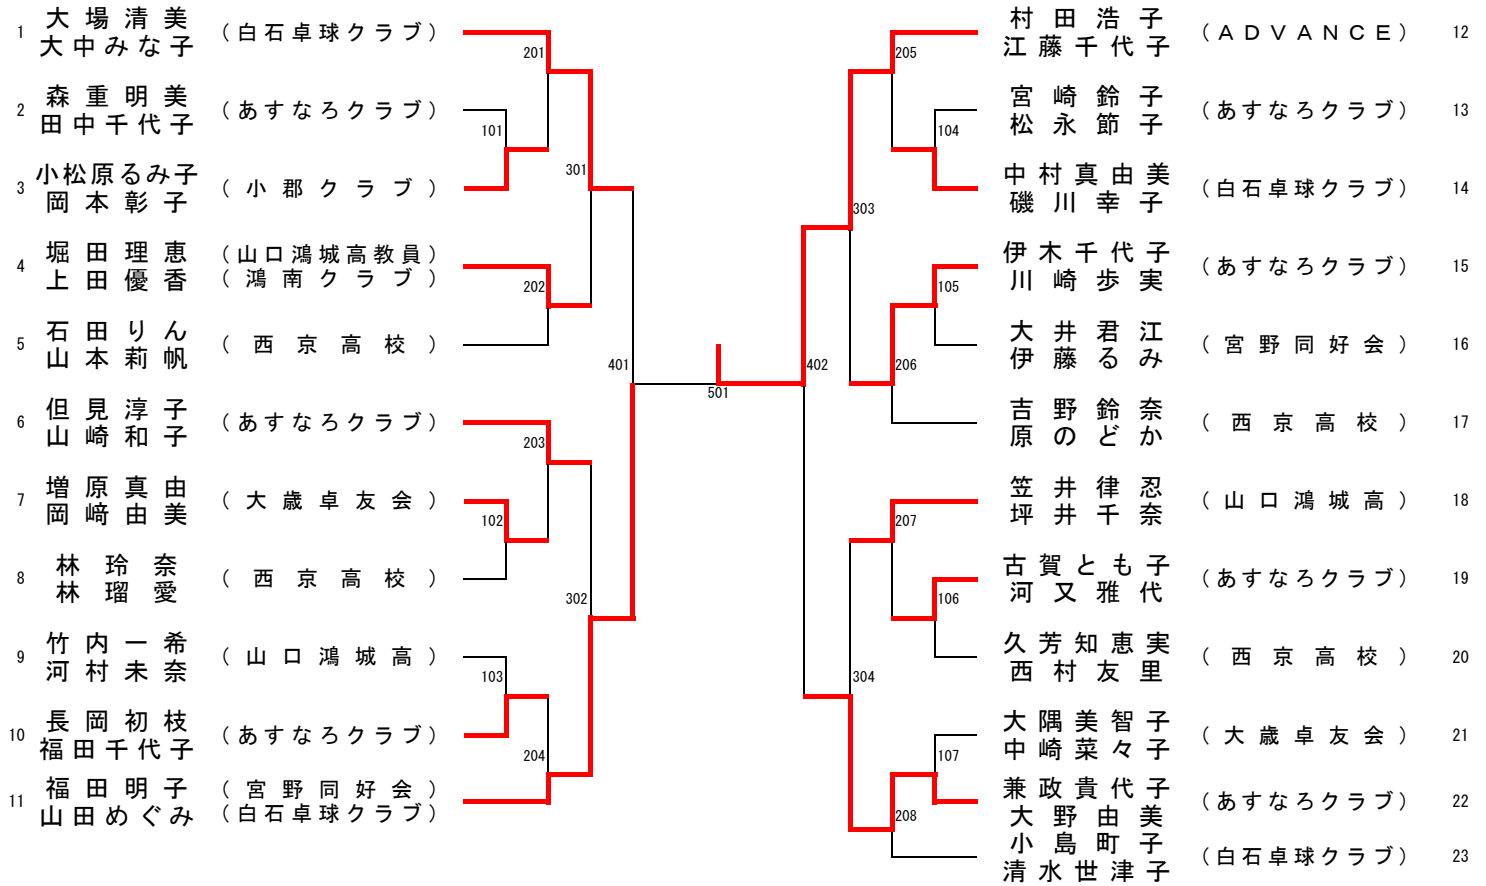 1 大場清美 (白石卓球クラブ)
大中みな子
2 森重明美 (あすなろクラブ)
田中千代子
3 小松原るみ子 (小郡クラブ)
岡本彰子
4 堀田理恵 (山口鴻城高教員)
上田優香 (鴻南クラブ)
5 石田りん (西京高校)
山本莉帆
6 但見淳子 (あすなろクラブ)
山崎和子
7 増原真由 (大歳卓友会)
岡﨑由美
8 林玲奈 (西京高校)
林瑠愛
9 竹内一希 (山口鴻城高)
河村未奈
10 長岡初枝 (あすなろクラブ)
福田千代子
11 福田明子 (宮野同好会)
山田めぐみ (白石卓球クラブ)
201
101
301
202
401
203
102
302
103
204
501
205
104
303
105
402
206
207
106
304
107
208
村田浩子 (ADVANCE) 12
江藤千代子
宮崎鈴子 (あすなろクラブ) 13
松永節子
中村真由美 (白石卓球クラブ) 14
磯川幸子
伊木千代子 (あすなろクラブ) 15
川崎歩実
大井君江 (宮野同好会) 16
伊藤るみ
吉野鈴奈 (西京高校) 17
原のどか
笠井律忍 (山口鴻城高) 18
坪井千奈
古賀とも子 (あすなろクラブ) 19
河又雅代
久芳知恵実 (西京高校) 20
西村友里
大隅美智子 (大歳卓友会) 21
中崎菜々子
兼政貴代子 (あすなろクラブ) 22
大野由美
小島町子 (白石卓球クラブ) 23
清水世津子